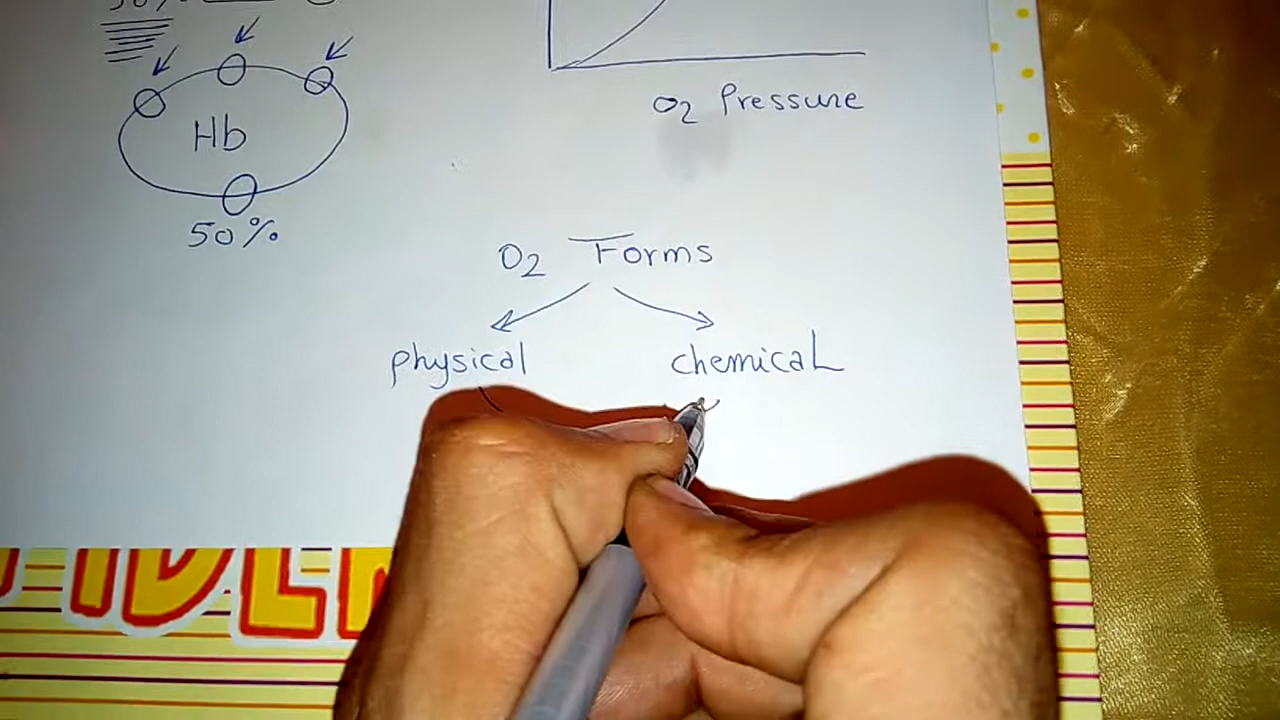 Hb
50%
O2 Pressure
O2 Forms
physical chemical